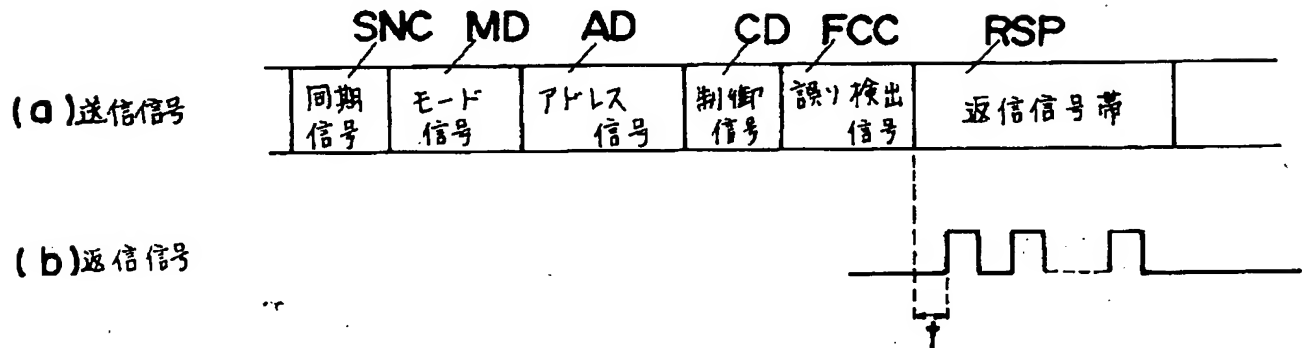 SNC MD AD CD FCC RSP
(a)送信信号
同期
信号
モード
信号
アドレス
信号
制御
信号
誤り検出
信号
返信信号帯
(b)返信信号
t